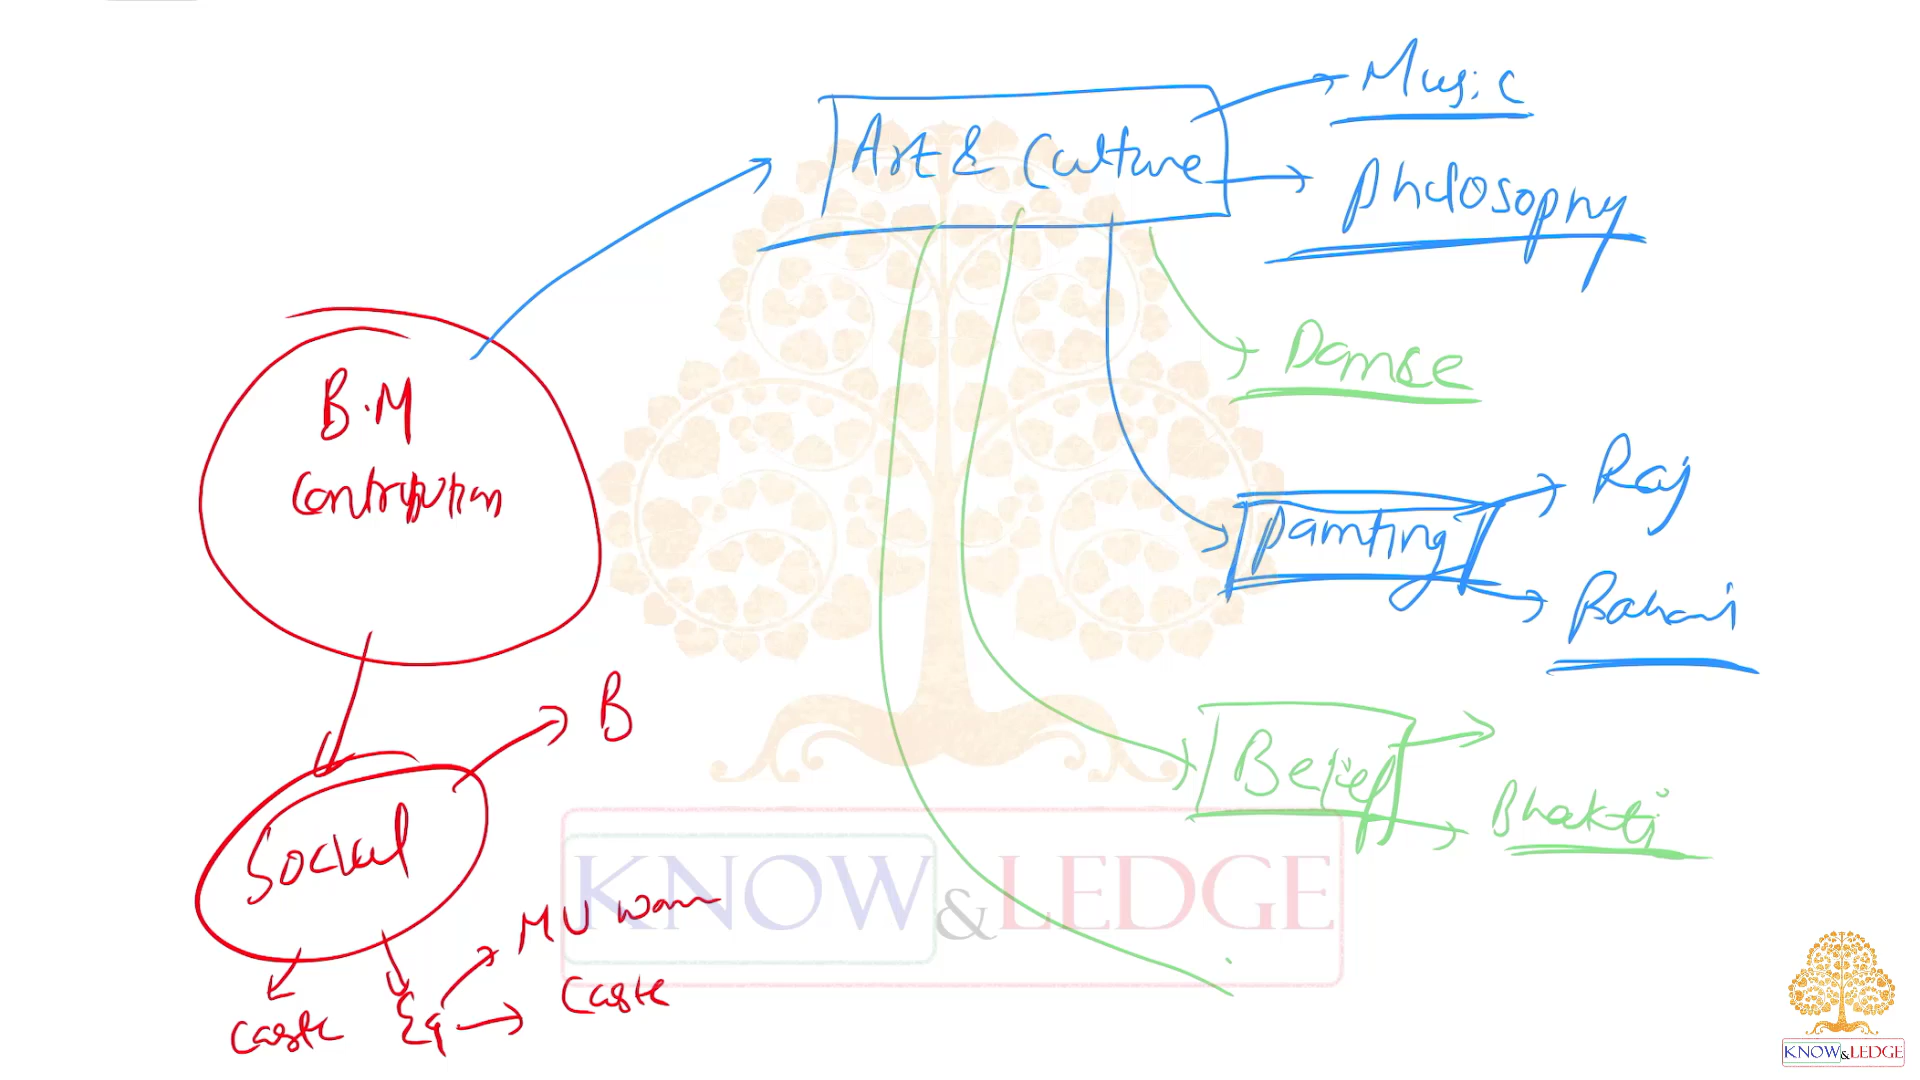 Music
Art & Culture
Philosophy
Dance
B.M
Contribution
Raj
Painting
Pahari
B
Belief
Bhakti
Social
KNOW&LEDGE
MU wom
Caste
Caste
Eq
KNOW&LEDGE